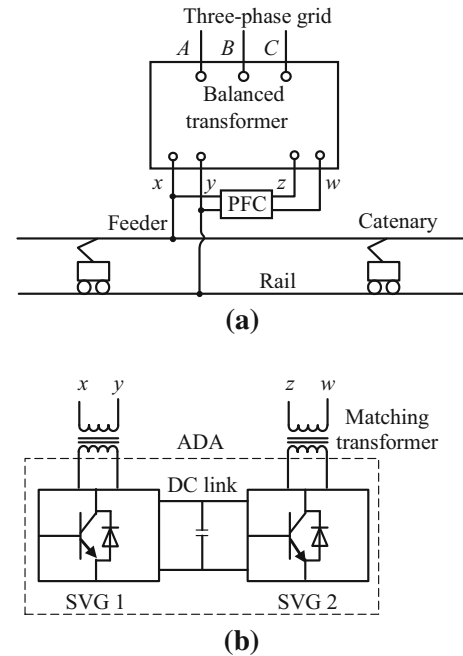 Three-phase grid
A B C
Balanced
transformer
x y z w
PFC
Feeder Catenary
Rail
(a)
x y z w
Matching
transformer
ADA
DC link
SVG 1 SVG 2
(b)